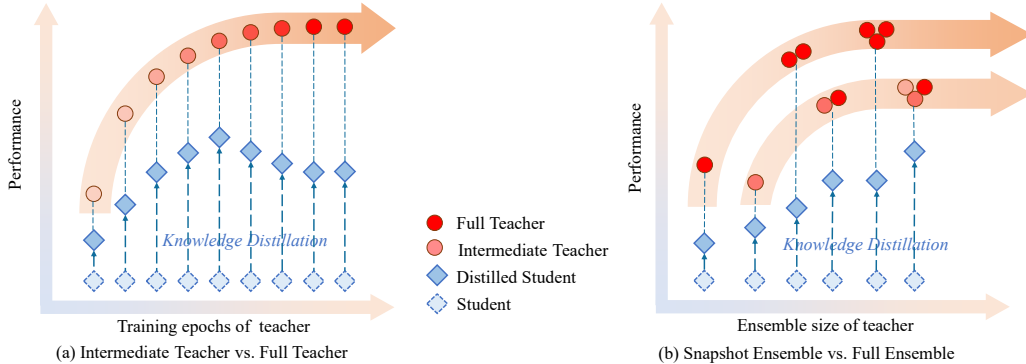 Performance
Knowledge Distillation
Training epochs of teacher
(a) Intermediate Teacher vs. Full Teacher
Full Teacher
Intermediate Teacher
Distilled Student
Student
Performance
Knowledge Distillation
Ensemble size of teacher
(b) Snapshot Ensemble vs. Full Ensemble